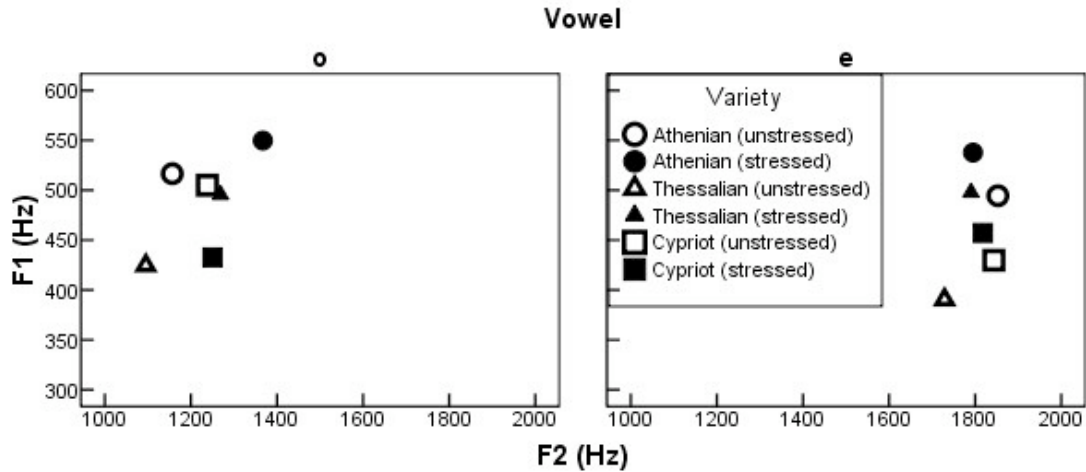 Vowel
o
e
600
550
500
450
400
350
300
F1 (Hz)
Variety
Athenian (unstressed)
Athenian (stressed)
Thessalian (unstressed)
Thessalian (stressed)
Cypriot (unstressed)
Cypriot (stressed)
1000 1200 1400 1600 1800 2000
1000 1200 1400 1600 1800 2000
F2 (Hz)